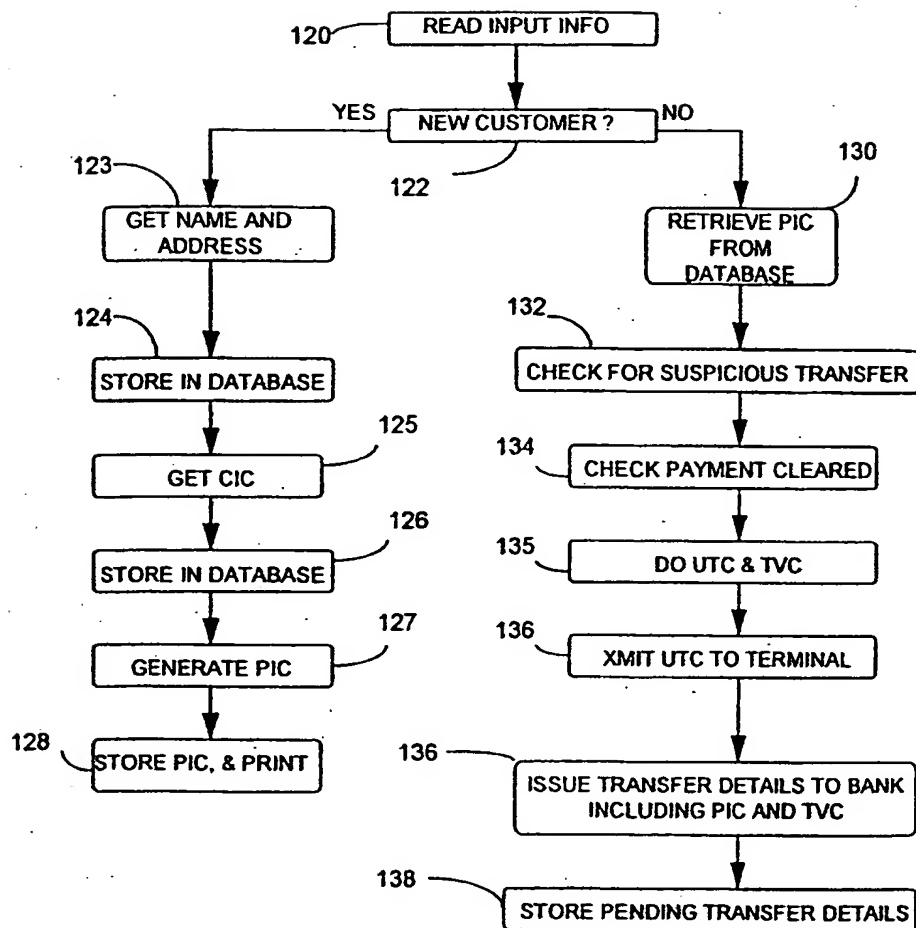 120
READ INPUT INFO
YES
NEW CUSTOMER ?
NO
122
123
GET NAME AND
ADDRESS
124
STORE IN DATABASE
125
GET CIC
126
STORE IN DATABASE
127
GENERATE PIC
128
STORE PIC, & PRINT
130
RETRIEVE PIC
FROM
DATABASE
132
CHECK FOR SUSPICIOUS TRANSFER
134
CHECK PAYMENT CLEARED
135
DO UTC & TVC
136
XMIT UTC TO TERMINAL
136
ISSUE TRANSFER DETAILS TO BANK
INCLUDING PIC AND TVC
138
STORE PENDING TRANSFER DETAILS